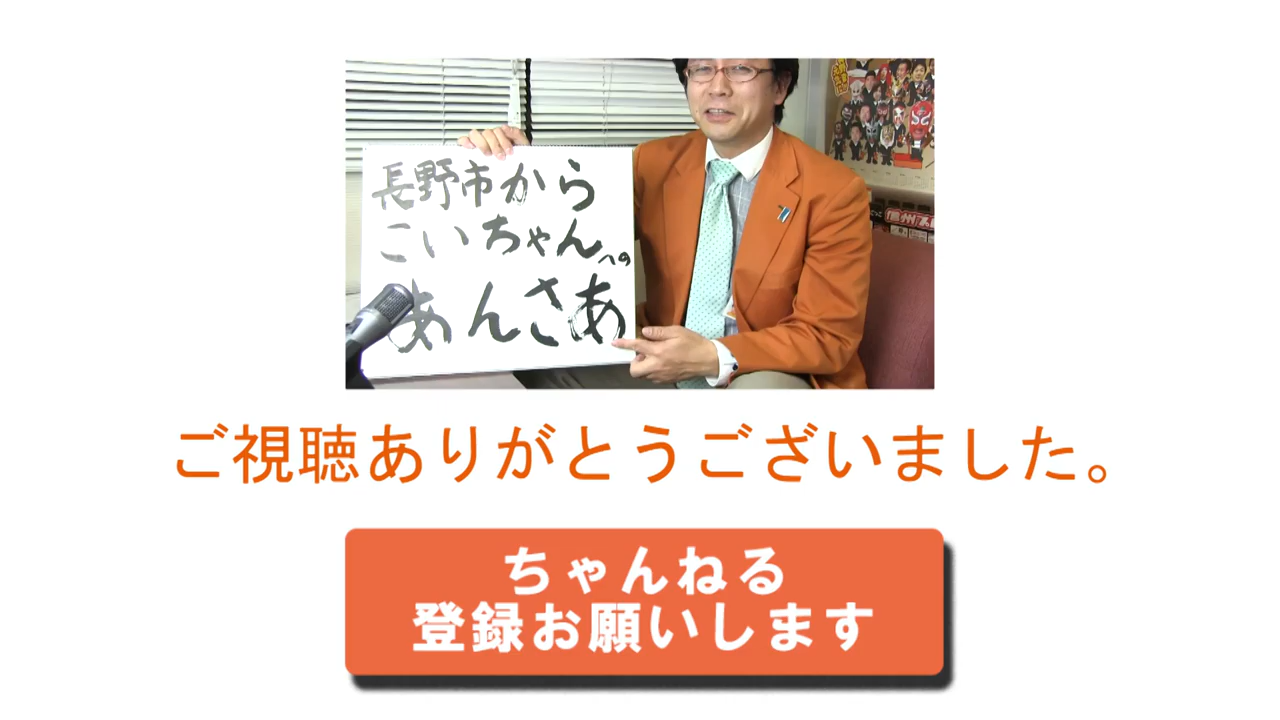 長野市から
こいちゃんへの
あんさあ
信州
ご視聴ありがとうございました。
ちゃんねる
登録お願いします